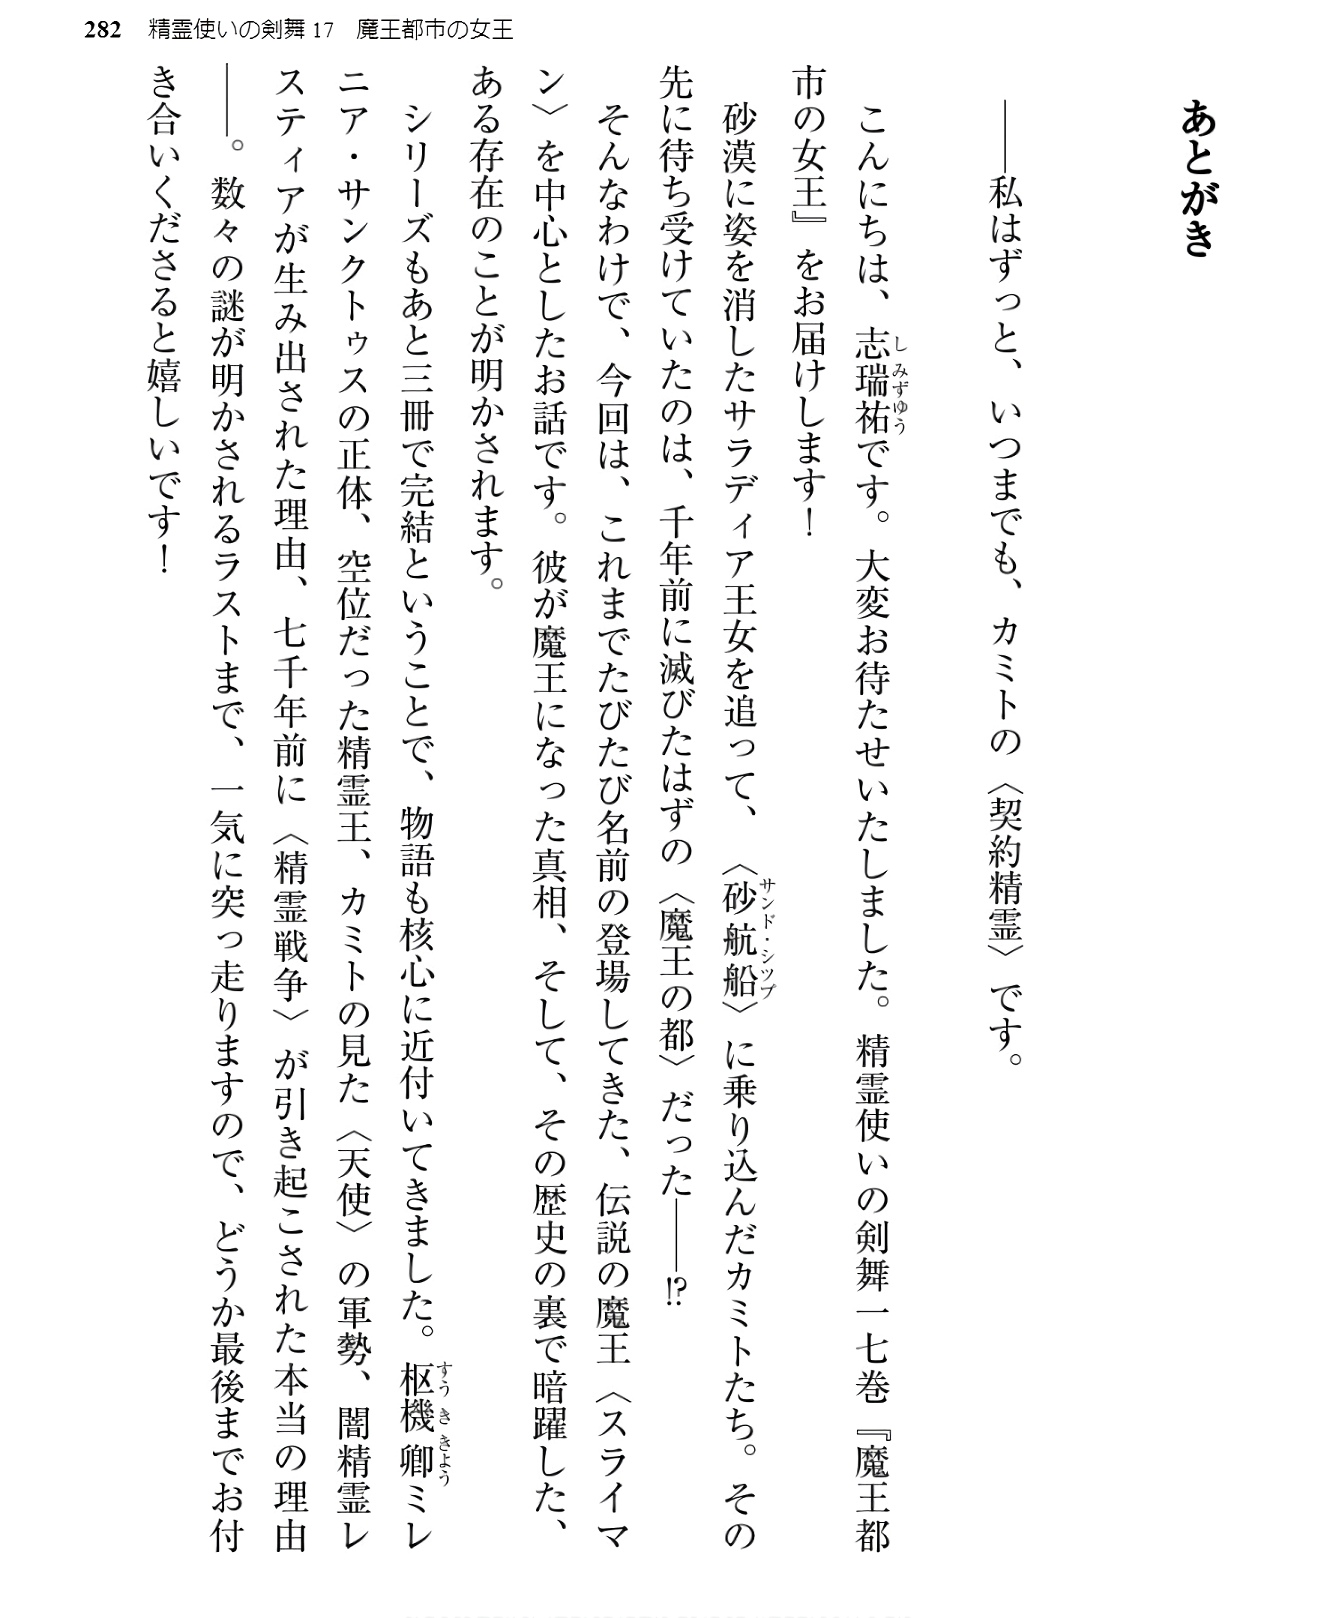 282 精霊使いの剣舞17 魔王都市の女王
あとがき
――私はずっと、いつまでも、カミトの〈契約精霊〉です。
こんにちは、志瑞祐です。大変お待たせいたしました。精霊使いの剣舞一七巻『魔王都
市の女王』をお届けします！
砂漠に姿を消したサラディア王女を追って、〈砂航船〉に乗り込んだカミトたち。その
先に待ち受けていたのは、千年前に滅びたはずの〈魔王の都〉だった――!?
そんなわけで、今回は、これまでたびたび名前の登場してきた、伝説の魔王〈スライマ
ン〉を中心としたお話です。彼が魔王になった真相、そして、その歴史の裏で暗躍した、
ある存在のことが明かされます。
シリーズもあと三冊で完結ということで、物語も核心に近付いてきました。枢機卿ミレ
ニア・サンクトゥスの正体、空位だった精霊王、カミトの見た〈天使〉の軍勢、闇精霊レ
スティアが生み出された理由、七千年前に〈精霊戦争〉が引き起こされた本当の理由
――。数々の謎が明かされるラストまで、一気に突っ走りますので、どうか最後までお付
き合いくださると嬉しいです！
しみずゆう
サンド・シップ
すうききょう